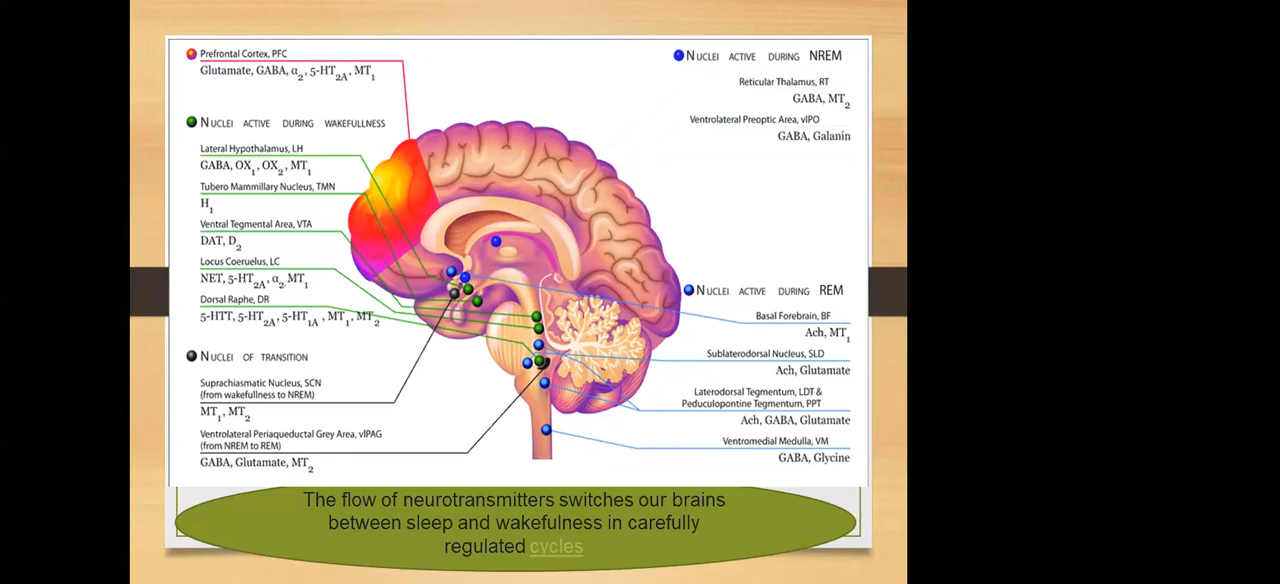 Prefrontal Cortex, PFC
Glutamate, GABA, α2, 5-HT2A, MT1
NUCLEI ACTIVE DURING WAKEFULLNESS
Lateral Hypothalamus, LH
GABA, OX1, OX2, MT1
Tubero Mammillary Nucleus, TMN
H1
Ventral Tegmental Area, VTA
DAT, D2
Locus Coeruelus, LC
NET, 5-HT2A, α2, MT1
Dorsal Raphe, DR
5-HTT, 5-HT2A, 5-HT1A, MT1, MT2
NUCLEI OF TRANSITION
Suprachiasmatic Nucleus, SCN
(from wakefullness to NREM)
MT1, MT2
Ventrolateral Periaqueductal Grey Area, vlPAG
(from NREM to REM)
GABA, Glutamate, MT2
NUCLEI ACTIVE DURING NREM
Reticular Thalamus, RT
GABA, MT2
Ventrolateral Preoptic Area, vlPO
GABA, Galanin
NUCLEI ACTIVE DURING REM
Basal Forebrain, BF
Ach, MT1
Sublaterodorsal Nucleus, SLD
Ach, Glutamate
Laterodorsal Tegmentum, LDT &
Peduculopontine Tegmentum, PPT
Ach, GABA, Glutamate
Ventromedial Medulla, VM
GABA, Glycine
The flow of neurotransmitters switches our brains
between sleep and wakefulness in carefully
regulated cycles